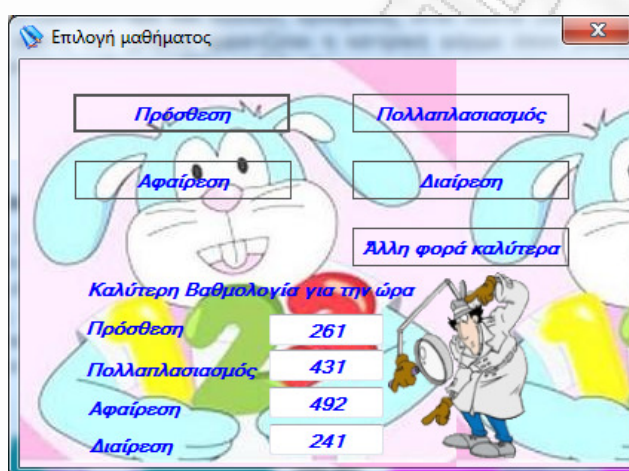 Επιλογή μαθήματος
Πρόσθεση
Πολλαπλασιασμός
Αφαίρεση
Διαίρεση
Άλλη φορά καλύτερα
Καλύτερη Βαθμολογία για την ώρα
Πρόσθεση 261
Πολλαπλασιασμός 431
Αφαίρεση 492
Διαίρεση 241